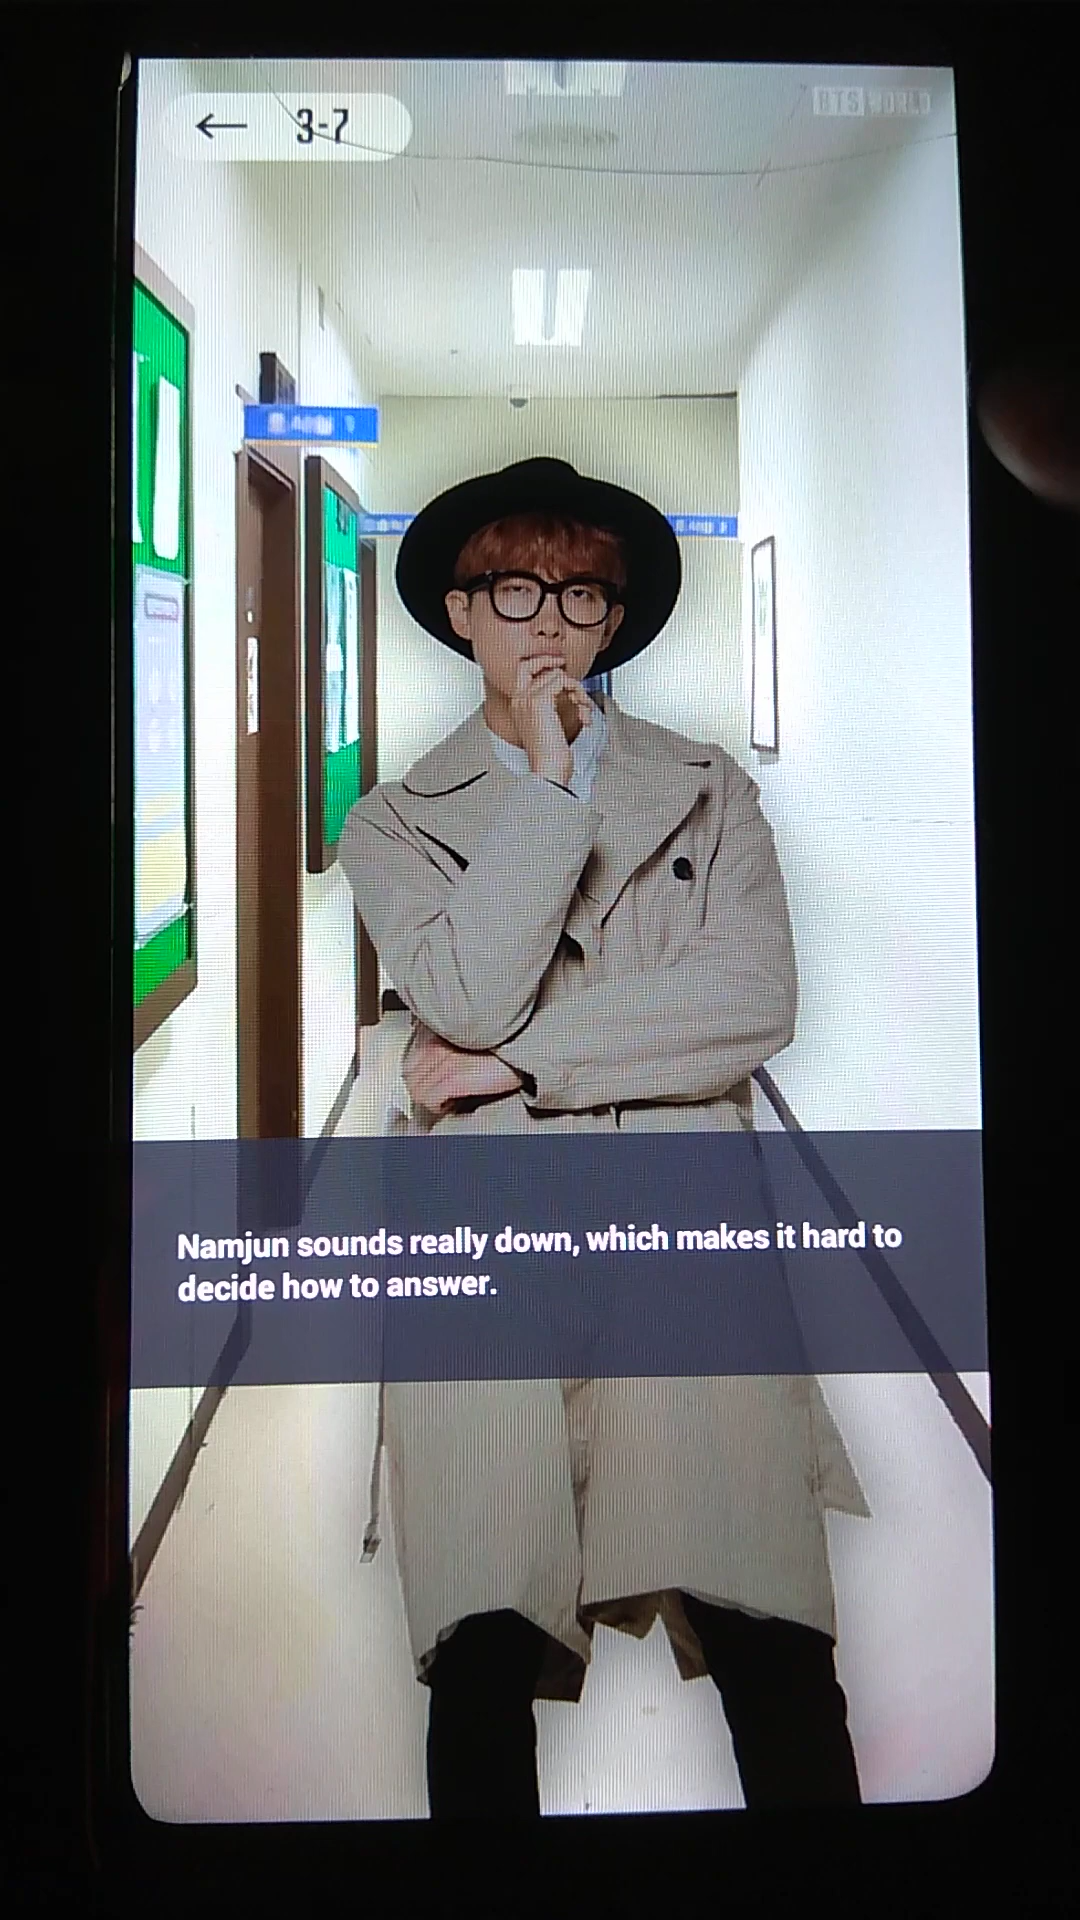 3-7
BTS WORLD
Namjun sounds really down, which makes it hard to
decide how to answer.